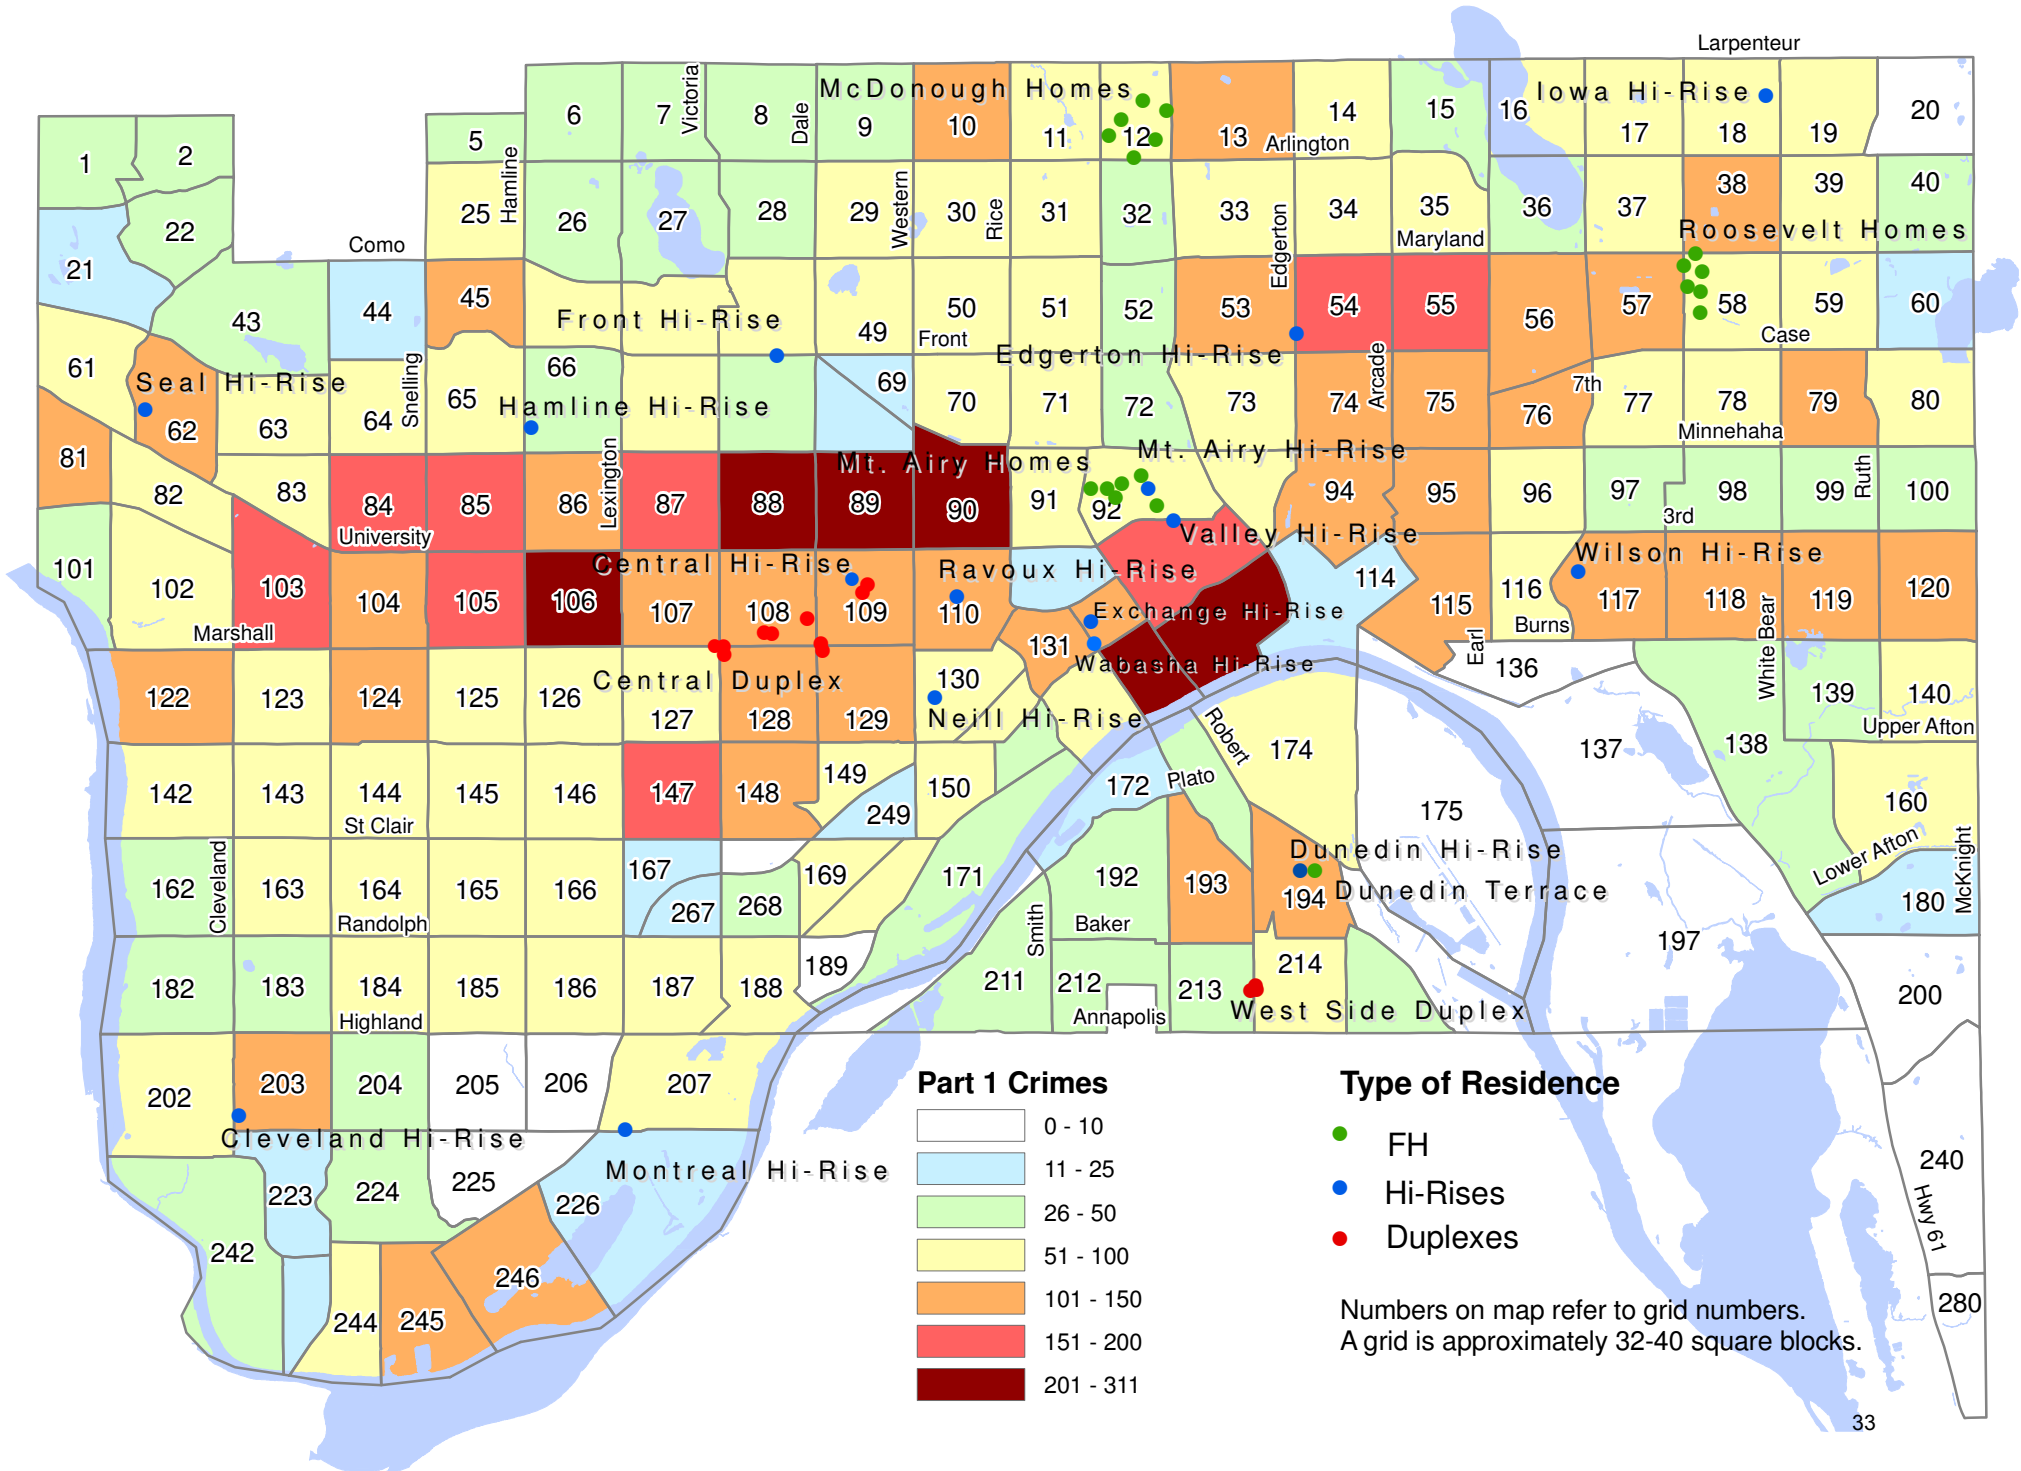 Larpenteur
McDonough Homes
Iowa Hi-Rise
6
7
Victoria
8
Dale
9
10
11
12
13
14
Arlington
15
16
17
18
19
20
1
2
5
Hamline
22
25
26
27
28
29
Western
30
Rice
31
32
33
Edgerton
34
35
Maryland
36
37
38
39
40
Roosevelt Homes
Como
21
43
44
45
Front Hi-Rise
49
50
Front
51
52
53
54
55
56
57
58
59
60
Case
Edgerton Hi-Rise
61
Seal Hi-Rise
62
63
64
Snelling
65
66
Hamline Hi-Rise
69
70
71
72
73
74
Arcade
75
76
7th
77
78
79
80
Minnehaha
Mt. Airy Hi-Rise
Mt. Airy Homes
81
82
83
84
85
86
Lexington
87
88
89
90
91
92
94
95
96
97
98
99
Ruth
100
3rd
University
Valley Hi-Rise
Wilson Hi-Rise
Central Hi-Rise
Ravoux Hi-Rise
101
102
103
104
105
106
107
108
109
110
Exchange Hi-Rise
114
115
116
117
118
119
120
Marshall
Burns
Earl
White Bear
131
Wabasha Hi-Rise
136
122
123
124
125
126
Central Duplex
127
128
129
130
Neill Hi-Rise
Robert
174
137
138
139
140
Upper Afton
142
143
144
St Clair
145
146
147
148
149
249
150
172
Plato
175
160
Lower Afton
McKnight
Dunedin Hi-Rise
Dunedin Terrace
162
Cleveland
163
164
Randolph
165
166
167
267
268
169
171
192
Baker
Smith
193
194
197
180
182
183
184
Highland
185
186
187
188
189
211
212
Annapolis
213
214
West Side Duplex
200
202
203
204
205
206
207
Cleveland Hi-Rise
Montreal Hi-Rise
223
224
225
226
242
244
245
246
240
Hwy 61
280
Part 1 Crimes
0 - 10
11 - 25
26 - 50
51 - 100
101 - 150
151 - 200
201 - 311
Type of Residence
FH
Hi-Rises
Duplexes
Numbers on map refer to grid numbers.
A grid is approximately 32-40 square blocks.
33